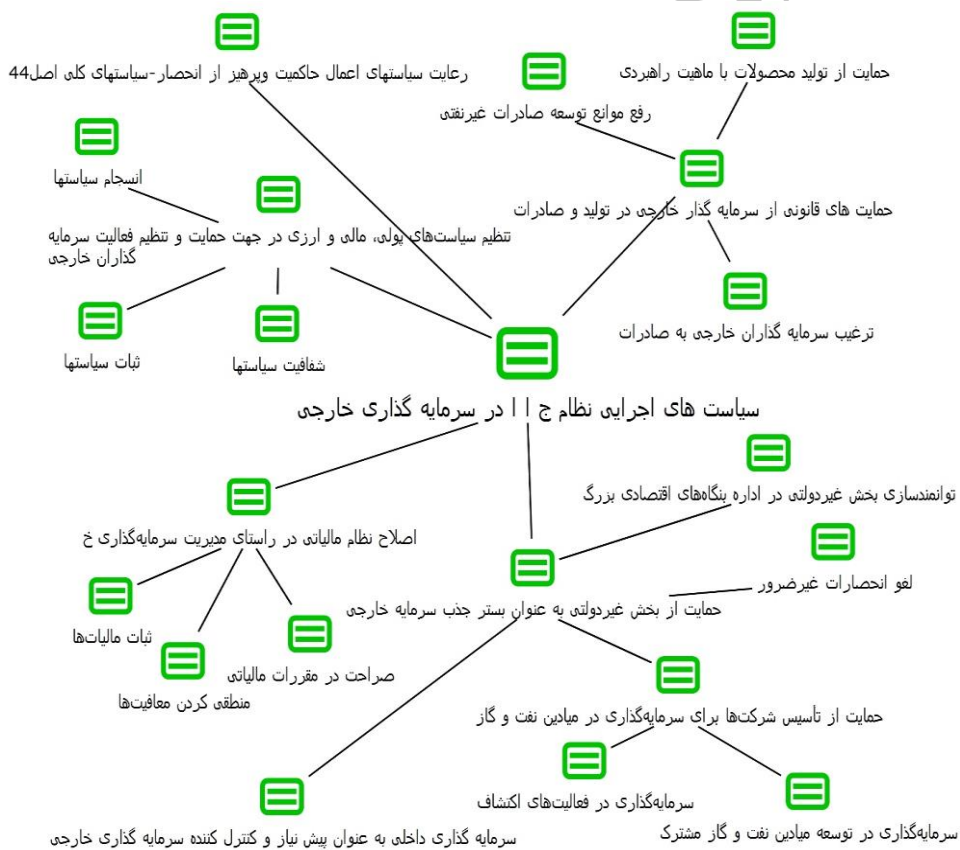 حمایت از تولید محصولات با ماهیت راهبردی
رعایت سیاستهای اعمال حاکمیت وپرهیز از انحصار-سیاستهای کلی اصل44
رفع موانع توسعه صادرات غیرنفتی
انسجام سیاستها
حمایت های قانونی از سرمایه گذار خارجی در تولید و صادرات
تنظیم سیاست‌های پولی، مالی و ارزی در جهت حمایت و تنظیم فعالیت سرمایه
گذاران خارجی
ترغیب سرمایه گذاران خارجی به صادرات
ثبات سیاستها
شفافیت سیاستها
سیاست های اجرایی نظام ج ا ا در سرمایه گذاری خارجی
توانمندسازی بخش غیردولتی در اداره بنگاه‌های اقتصادی بزرگ
اصلاح نظام مالیاتی در راستای مدیریت سرمایه‌گذاری خ
لغو انحصارات غیرضرور
حمایت از بخش غیردولتی به عنوان بستر جذب سرمایه خارجی
ثبات مالیات‌ها
صراحت در مقررات مالیاتی
منطقی کردن معافیت‌ها
حمایت از تأسیس شرکت‌ها برای سرمایه‌گذاری در میادین نفت و گاز
سرمایه‌گذاری در فعالیت‌های اکتشاف
سرمایه‌گذاری در توسعه میادین نفت و گاز مشترک
سرمایه گذاری داخلی به عنوان پیش نیاز و کنترل کننده سرمایه گذاری خارجی